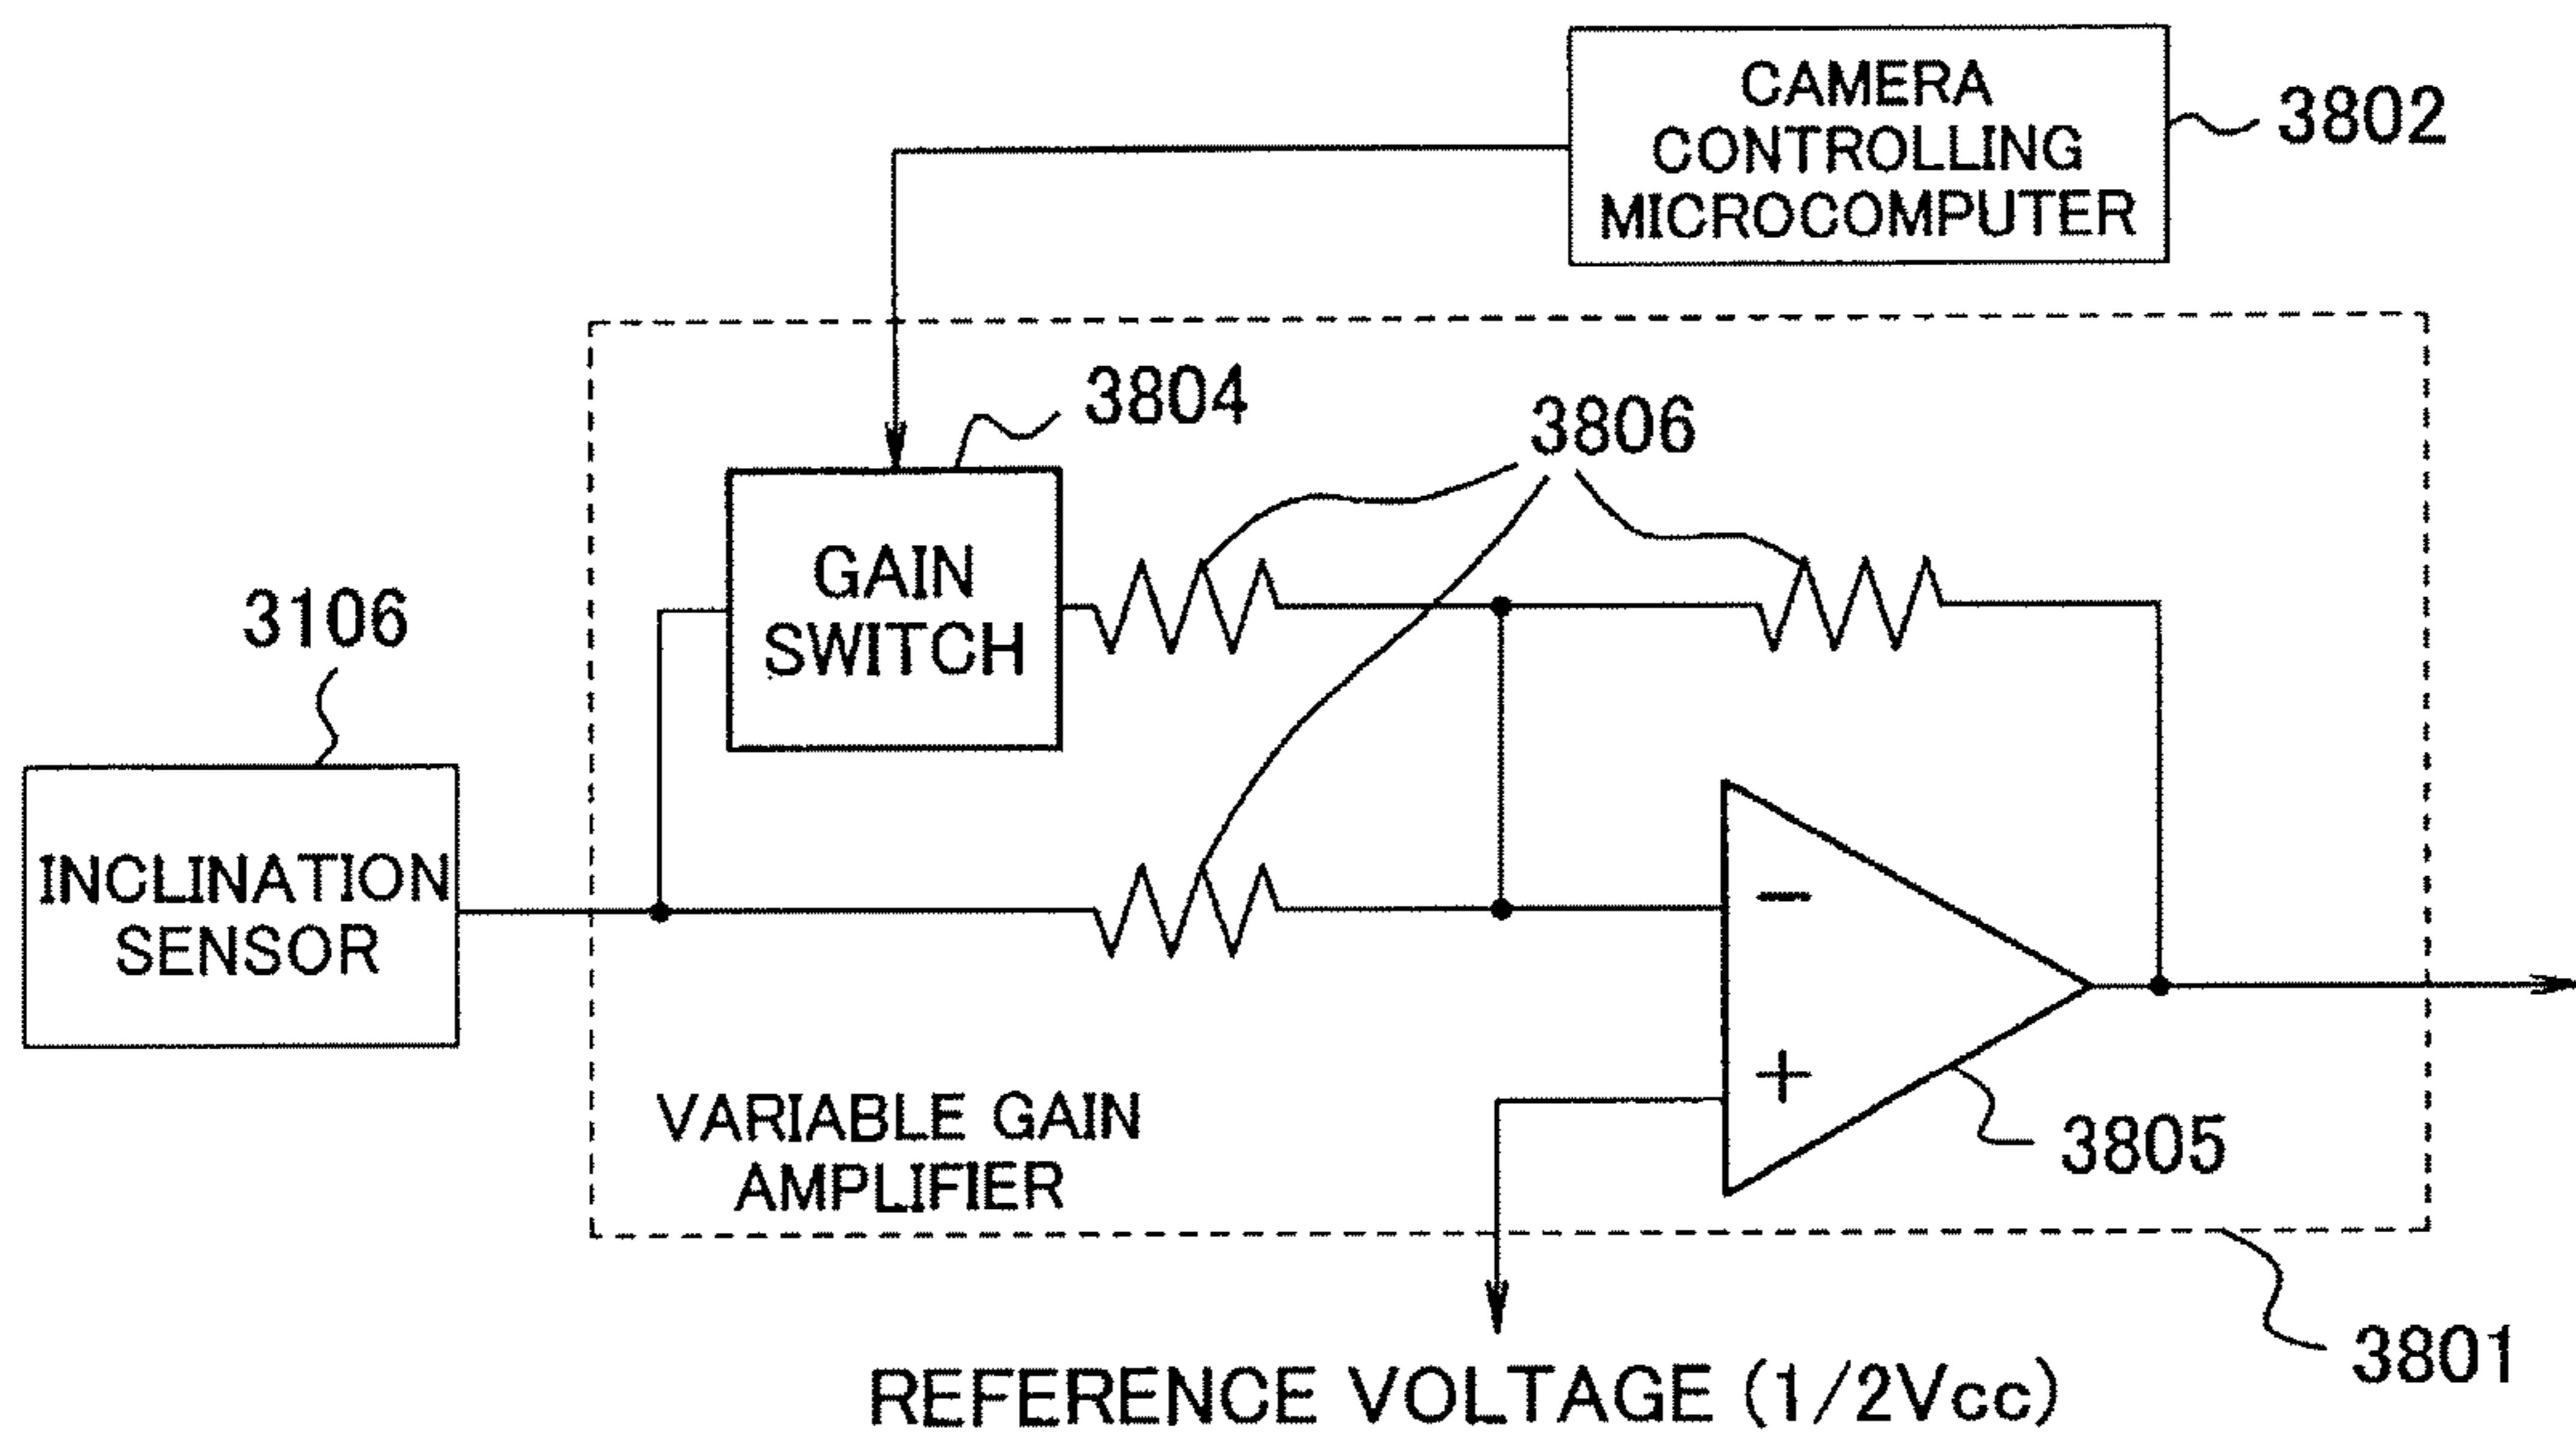 CAMERA
CONTROLLING
MICROCOMPUTER
3802
3804
3806
GAIN
SWITCH
3106
INCLINATION
SENSOR
−
+
VARIABLE GAIN
AMPLIFIER
3805
3801
REFERENCE VOLTAGE (1/2Vcc)